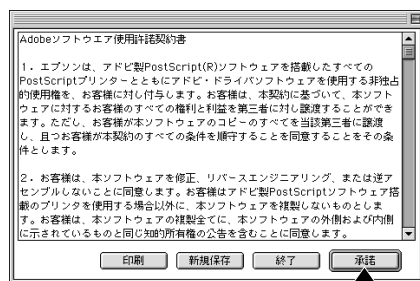 Adobeソフトウエア使用許諾契約書
1．エプソンは、アドビ製PostScript(R)ソフトウェアを搭載したすべての
PostScriptプリンターとともにアドビ・ドライバソフトウェアを使用する非独占
的使用権を、お客様に対し付与します。お客様は、本契約に基づいて、本ソフト
ウェアに対するお客様のすべての権利と利益を第三者に対し譲渡することができ
ます。ただし、お客様が本ソフトウェアのコピーのすべてを当該第三者に譲渡
し、且つお客様が本契約のすべての条件を順守することを同意することをその条
件とします。
2．お客様は、本ソフトウェアを修正、リバースエンジニアリング、または逆ア
センブルしないことに同意します。お客様はアドビ製PostScriptソフトウェア搭
載のプリンタを使用する場合以外に、本ソフトウェアを複製しないものとしま
す。お客様は、本ソフトウェアの複製全てに、本ソフトウェアの外側および内側
に示されているものと同じ知的所有権の公告を含むことに同意します。
印刷 新規保存 終了 承諾